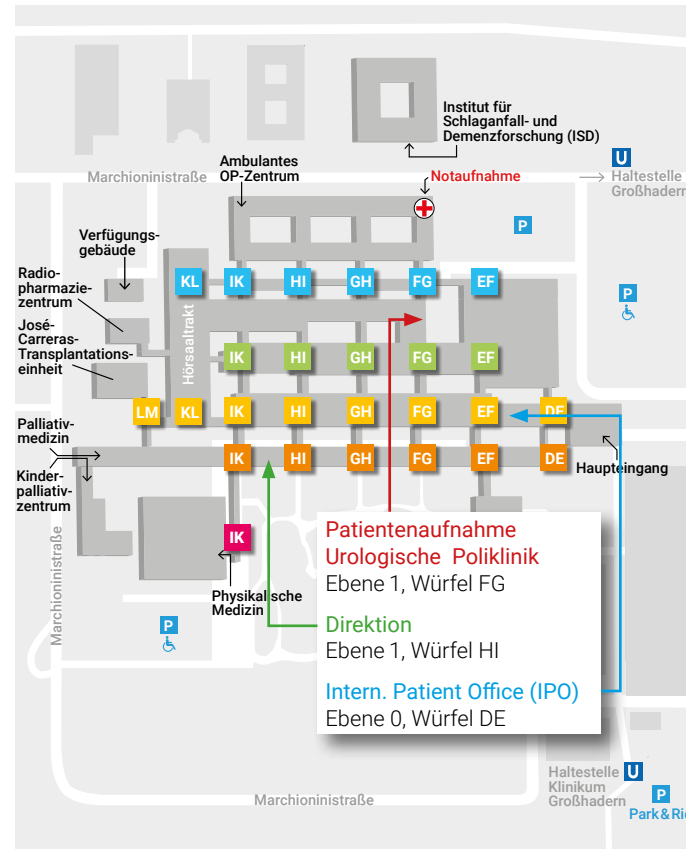 Institut für
Schlaganfall- und
Demenzforschung (ISD)
U
Haltestelle
Großhadern
Marchioninistraße
Ambulantes
OP-Zentrum
Notaufnahme
P
Verfügungs-
gebäude
Radio-
pharmazie-
zentrum
José-
Carreras-
Transplantations-
einheit
Hörsaaltrakt
KL IK HI GH FG EF
P
IK HI GH FG EF
LM KL IK HI GH FG EF DE
Palliativ-
medizin
Kinder-
palliativ-
zentrum
IK HI GH FG EF DE
Haupteingang
IK
Physikalische
Medizin
Marchioninistraße
P
Patientenaufnahme
Urologische Poliklinik
Ebene 1, Würfel FG
Direktion
Ebene 1, Würfel HI
Intern. Patient Office (IPO)
Ebene 0, Würfel DE
Marchioninistraße
Haltestelle
Klinikum
Großhadern
U
P
Park&Rid